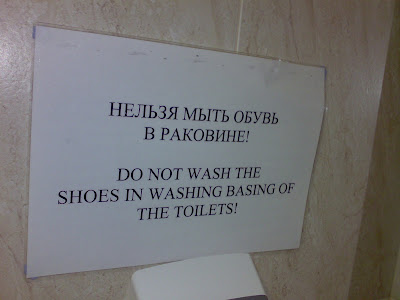 НЕЛЬЗЯ МЫТЬ ОБУВЬ
В РАКОВИНЕ!
DO NOT WASH THE
SHOES IN WASHING BASING OF
THE TOILETS!